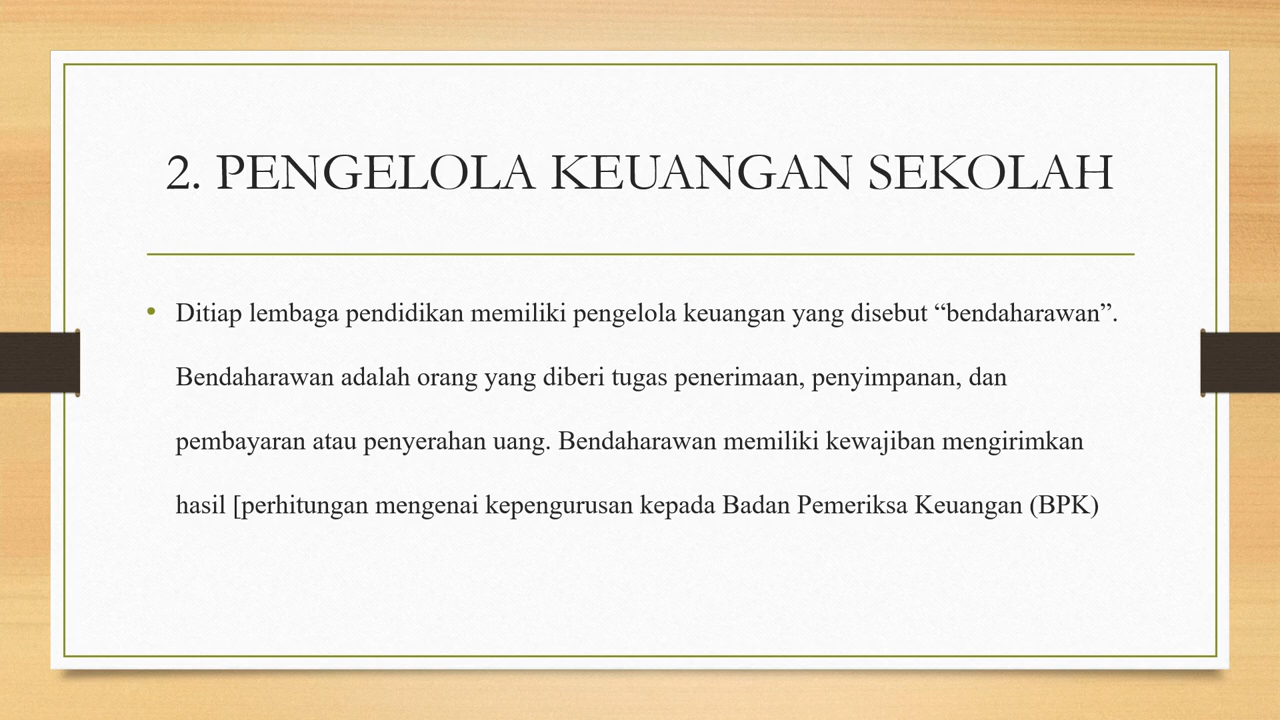 2. PENGELOLA KEUANGAN SEKOLAH
• Ditiap lembaga pendidikan memiliki pengelola keuangan yang disebut “bendaharawan”.
Bendaharawan adalah orang yang diberi tugas penerimaan, penyimpanan, dan
pembayaran atau penyerahan uang. Bendaharawan memiliki kewajiban mengirimkan
hasil [perhitungan mengenai kepengurusan kepada Badan Pemeriksa Keuangan (BPK)